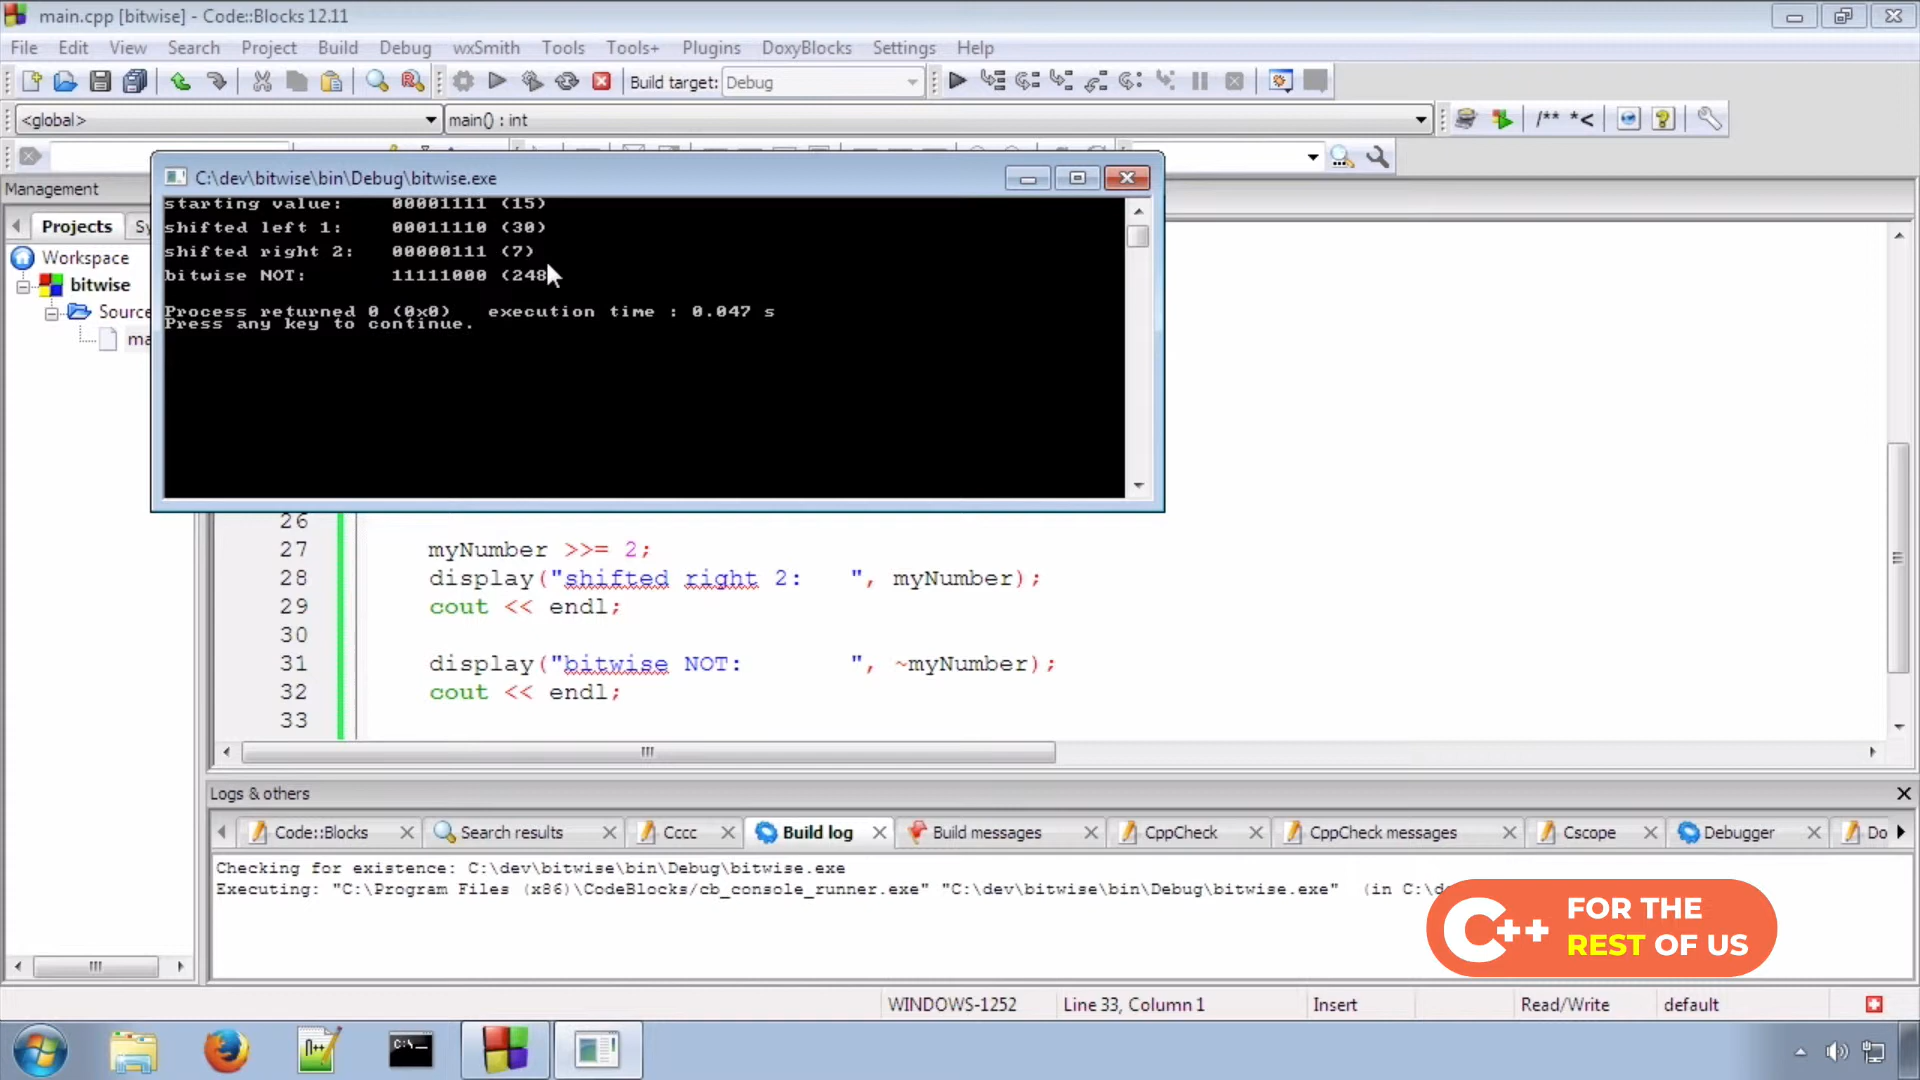 main.cpp [bitwise] - Code::Blocks 12.11
File Edit View Search Project Build Debug wxSmith Tools Tools+ Plugins DoxyBlocks Settings Help
Build target: Debug
<global> main() : int
/** *<
Management
Projects Sy
Workspace
bitwise
Source
ma
C:\dev\bitwise\bin\Debug\bitwise.exe
starting value: 00001111 (15)
shifted left 1: 00011110 (30)
shifted right 2: 00000111 (7)
bitwise NOT: 11111000 (248
Process returned 0 (0x0) execution time : 0.047 s
Press any key to continue.
26
27 myNumber >>= 2;
28 display("shifted right 2: ", myNumber);
29 cout << endl;
30
31 display("bitwise NOT: ", ~myNumber);
32 cout << endl;
33
Logs & others
Code::Blocks Search results Cccc Build log Build messages CppCheck CppCheck messages Cscope Debugger Do
Checking for existence: C:\dev\bitwise\bin\Debug\bitwise.exe
Executing: "C:\Program Files (x86)\CodeBlocks/cb_console_runner.exe" "C:\dev\bitwise\bin\Debug\bitwise.exe" (in C:\d
C++ FOR THE
REST OF US
WINDOWS-1252 Line 33, Column 1 Insert Read/Write default